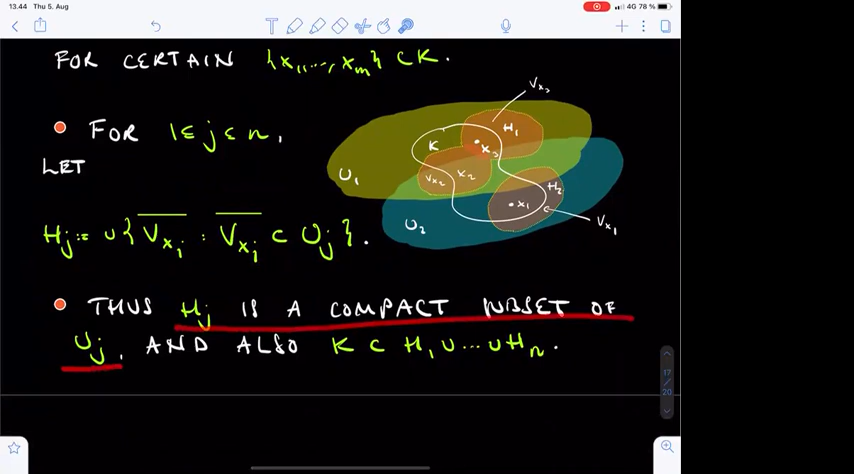 13.44 Thu 5. Aug
4G 78 %
FOR CERTAIN {x₁,...,xₘ} ⊂ K.
• FOR 1 ≤ j ≤ n,
LET
Hⱼ := ∪{ V̅ₓᵢ : V̅ₓᵢ ⊂ Uⱼ }.
Vₓ₃
H₁
K
x₃
U₁
Vₓ₂
x₂
H₂
x₁
U₂
Vₓ₁
• THUS Hⱼ IS A COMPACT SUBSET OF
Uⱼ, AND ALSO K ⊂ H₁ ∪ ... ∪ Hₙ.
17
/
20